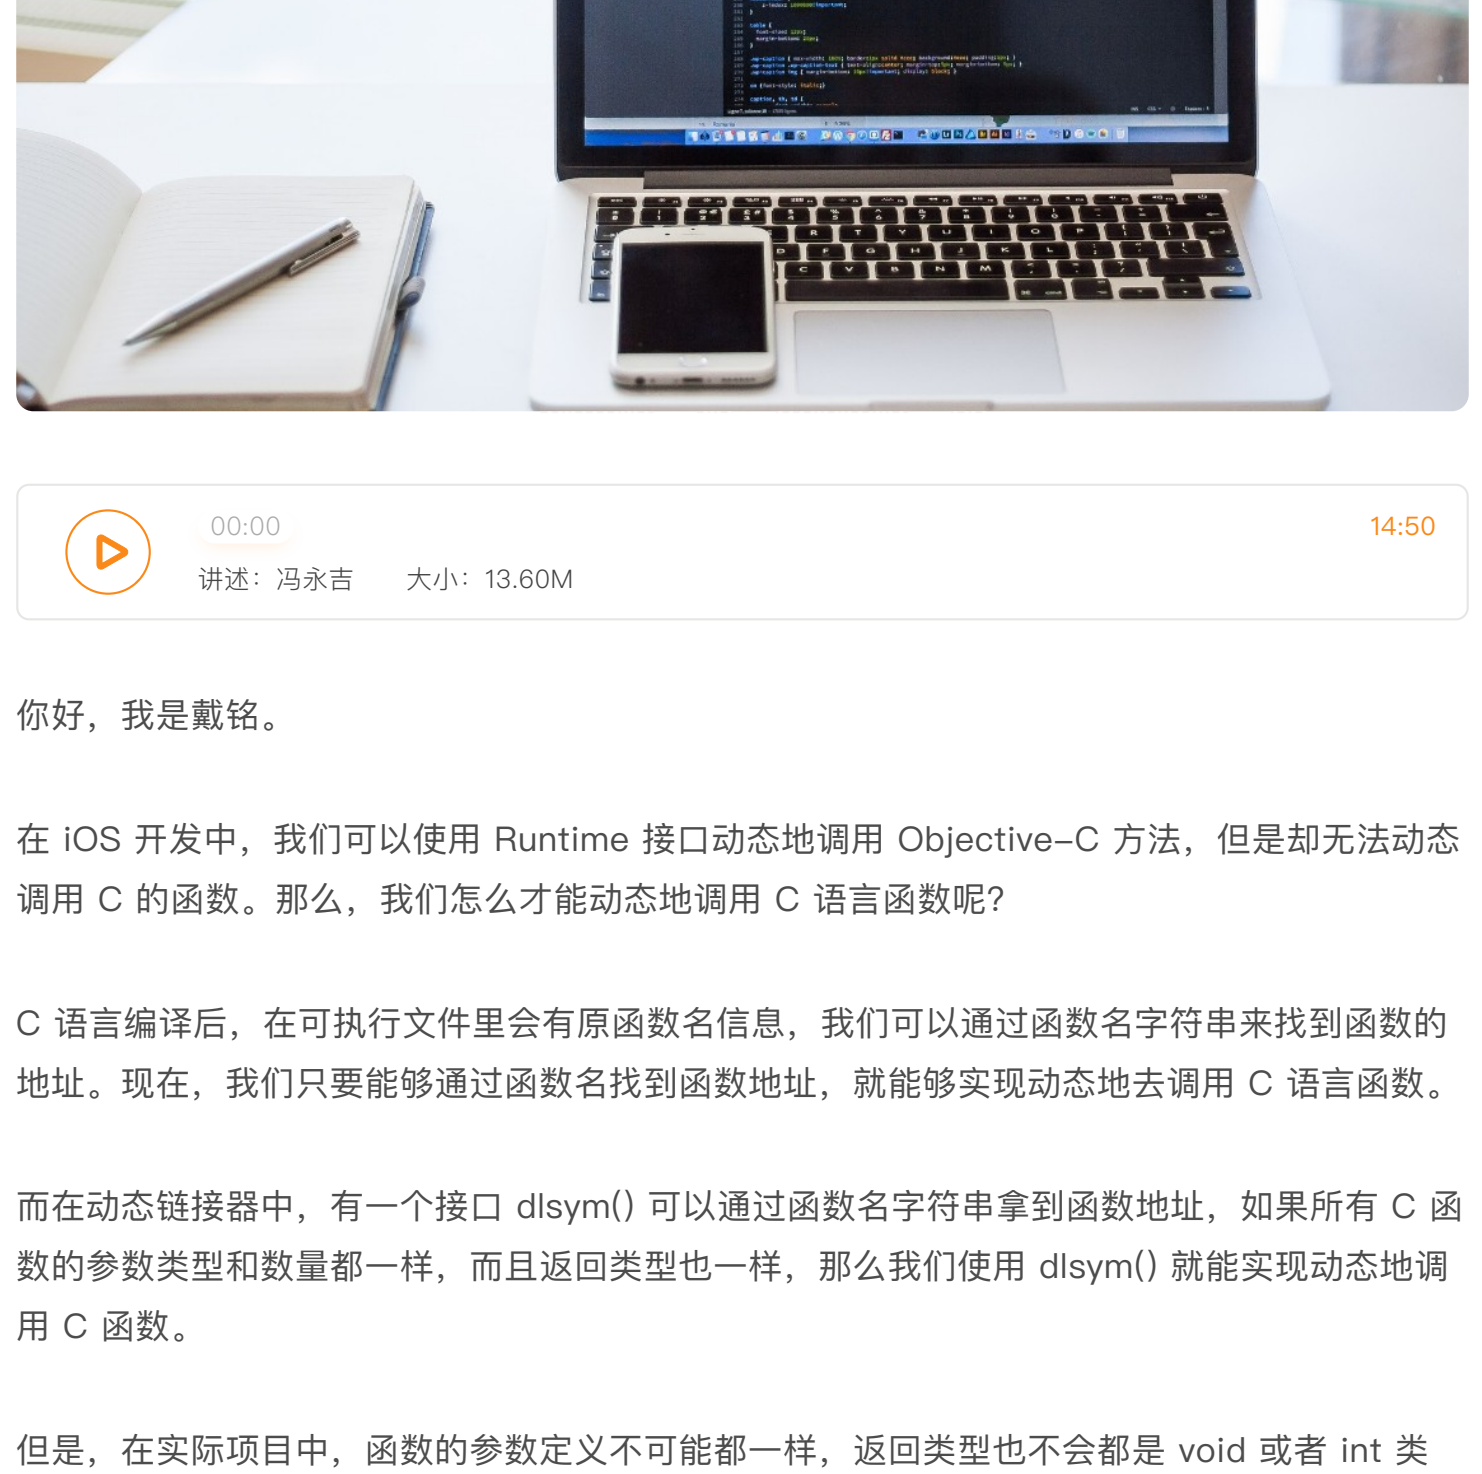 00:00
14:50
讲述：冯永吉 大小：13.60M
你好，我是戴铭。
在 iOS 开发中，我们可以使用 Runtime 接口动态地调用 Objective-C 方法，但是却无法动态
调用 C 的函数。那么，我们怎么才能动态地调用 C 语言函数呢？
C 语言编译后，在可执行文件里会有原函数名信息，我们可以通过函数名字符串来找到函数的
地址。现在，我们只要能够通过函数名找到函数地址，就能够实现动态地去调用 C 语言函数。
而在动态链接器中，有一个接口 dlsym() 可以通过函数名字符串拿到函数地址，如果所有 C 函
数的参数类型和数量都一样，而且返回类型也一样，那么我们使用 dlsym() 就能实现动态地调
用 C 函数。
但是，在实际项目中，函数的参数定义不可能都一样，返回类型也不会都是 void 或者 int 类